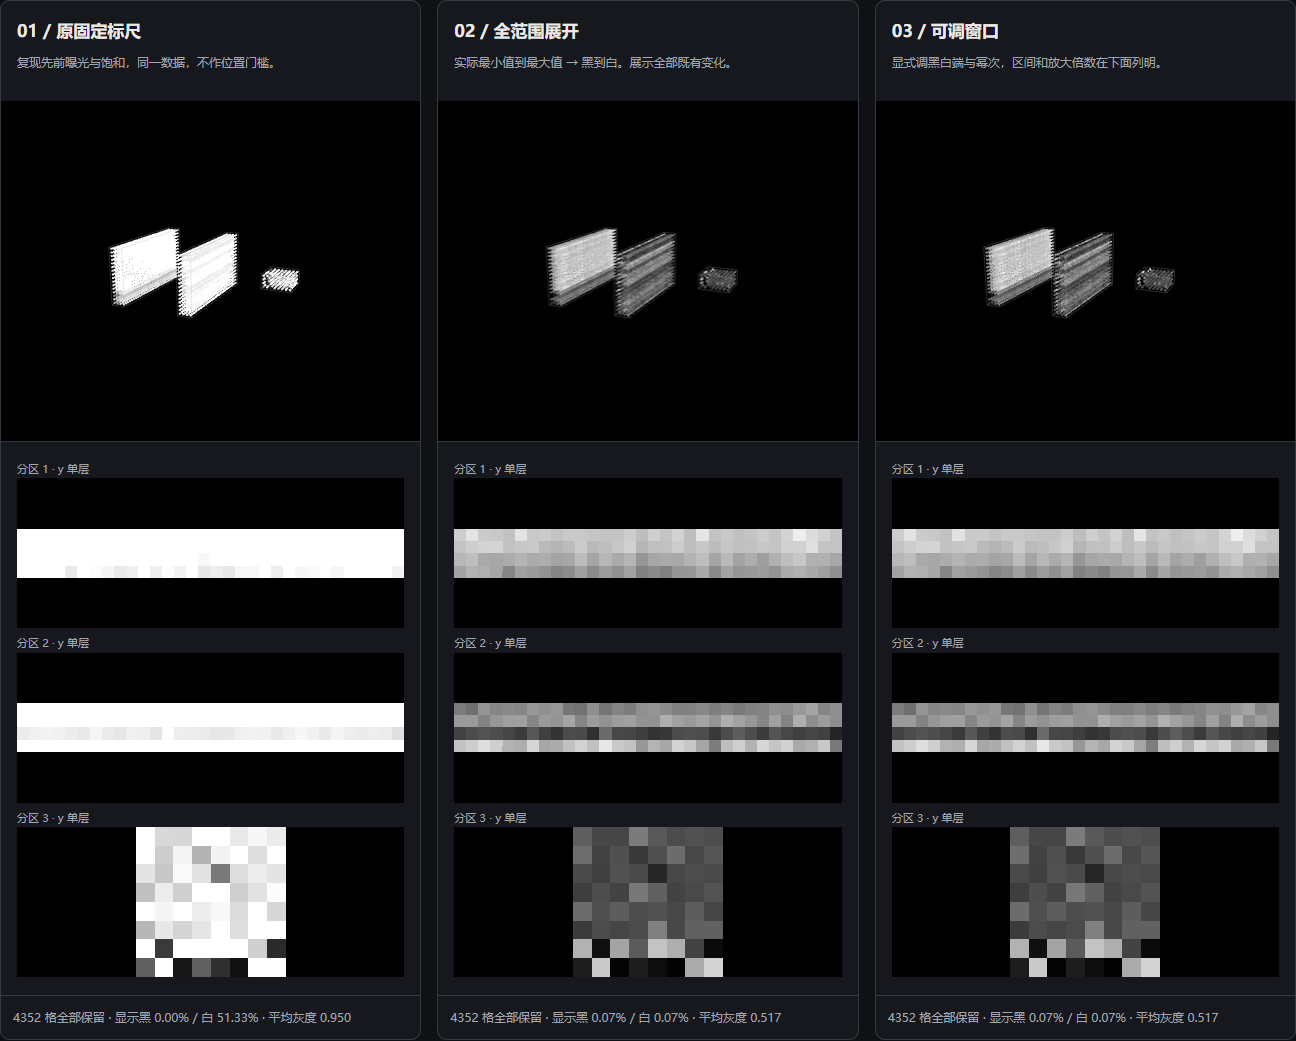 01 / 原固定标尺
复现先前曝光与饱和，同一数据，不作位置门槛。
分区 1 · y 单层
分区 2 · y 单层
分区 3 · y 单层
4352 格全部保留 · 显示黑 0.00% / 白 51.33% · 平均灰度 0.950
02 / 全范围展开
实际最小值到最大值 → 黑到白。展示全部既有变化。
分区 1 · y 单层
分区 2 · y 单层
分区 3 · y 单层
4352 格全部保留 · 显示黑 0.07% / 白 0.07% · 平均灰度 0.517
03 / 可调窗口
显式调黑白端与幂次，区间和放大倍数在下面列明。
分区 1 · y 单层
分区 2 · y 单层
分区 3 · y 单层
4352 格全部保留 · 显示黑 0.07% / 白 0.07% · 平均灰度 0.517